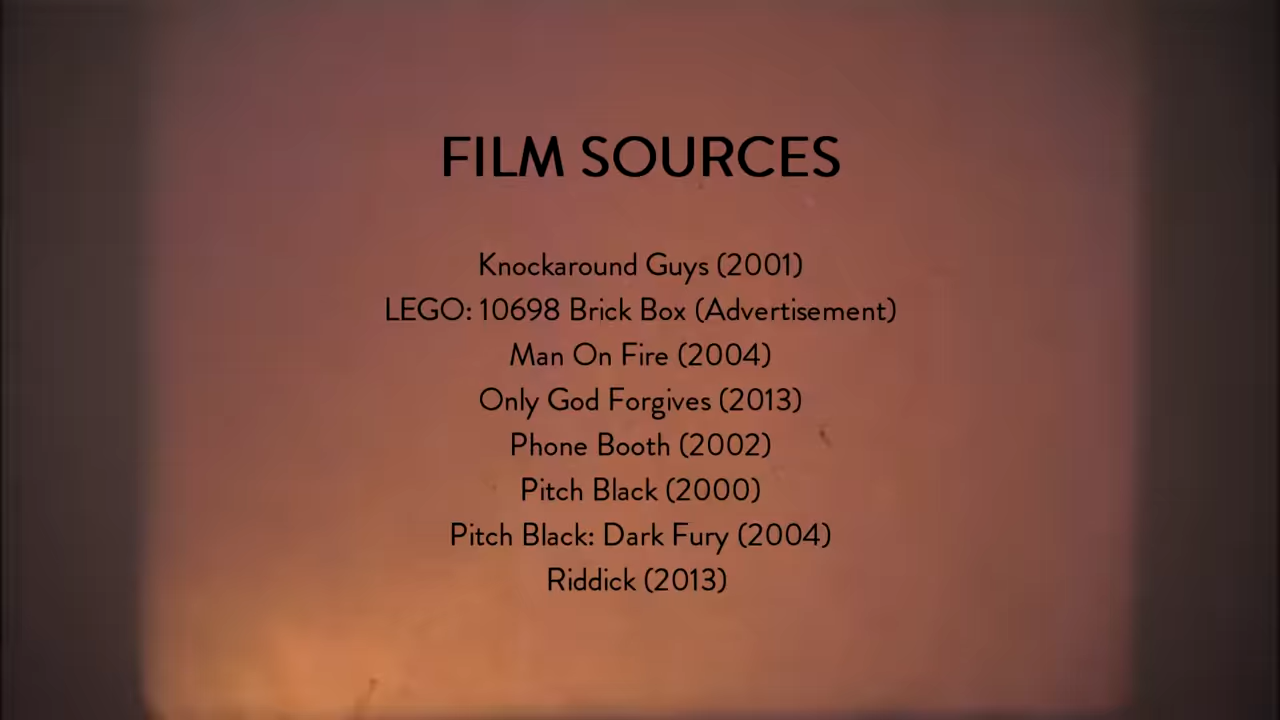 FILM SOURCES
Knockaround Guys (2001)
LEGO: 10698 Brick Box (Advertisement)
Man On Fire (2004)
Only God Forgives (2013)
Phone Booth (2002)
Pitch Black (2000)
Pitch Black: Dark Fury (2004)
Riddick (2013)